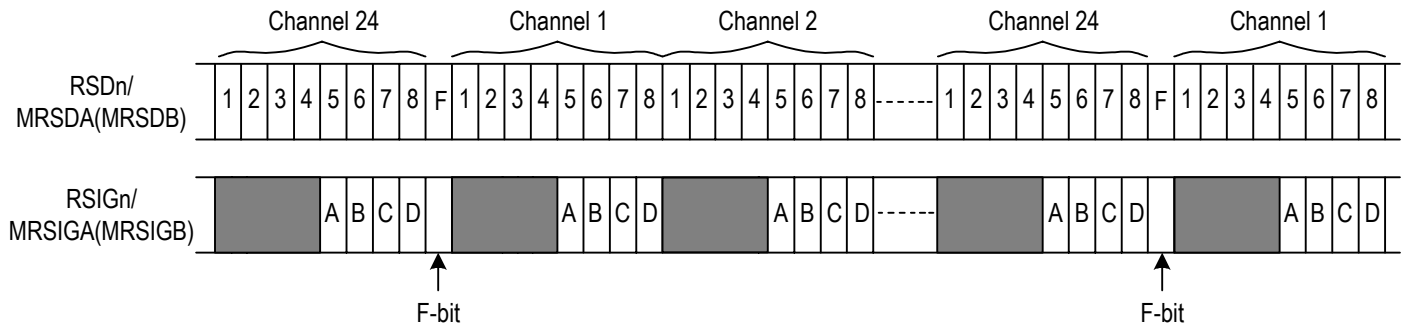 Channel 24 Channel 1 Channel 2 Channel 24 Channel 1
RSDn/
MRSDA(MRSDB)
1 2 3 4 5 6 7 8 F 1 2 3 4 5 6 7 8 1 2 3 4 5 6 7 8 1 2 3 4 5 6 7 8 F 1 2 3 4 5 6 7 8
RSIGn/
MRSIGA(MRSIGB)
A B C D A B C D A B C D A B C D A B C D
F-bit F-bit